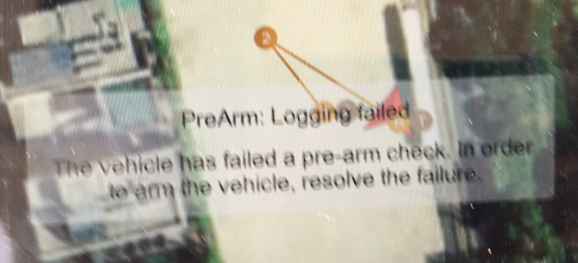 2
PreArm: Logging failed
The vehicle has failed a pre-arm check. In order
to arm the vehicle, resolve the failure.